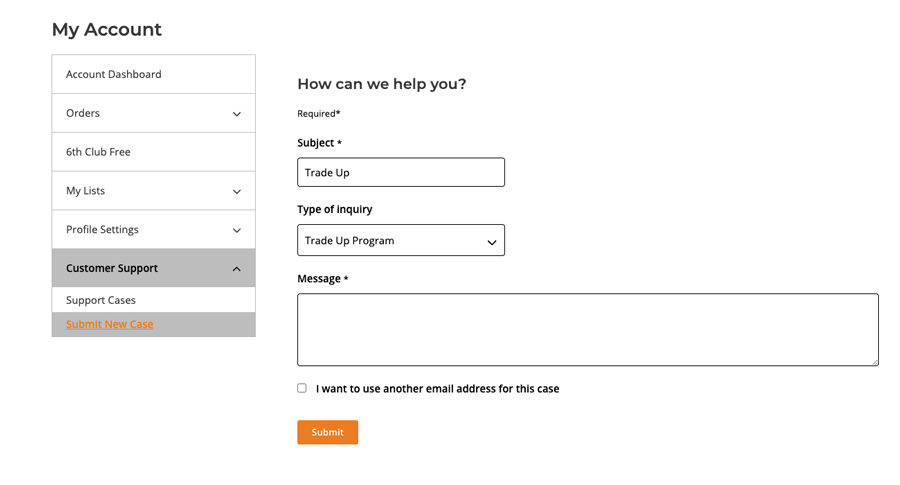 My Account
Account Dashboard
Orders
6th Club Free
My Lists
Profile Settings
Customer Support
Support Cases
Submit New Case
How can we help you?
Required*
Subject *
Trade Up
Type of inquiry
Trade Up Program
Message *
I want to use another email address for this case
Submit